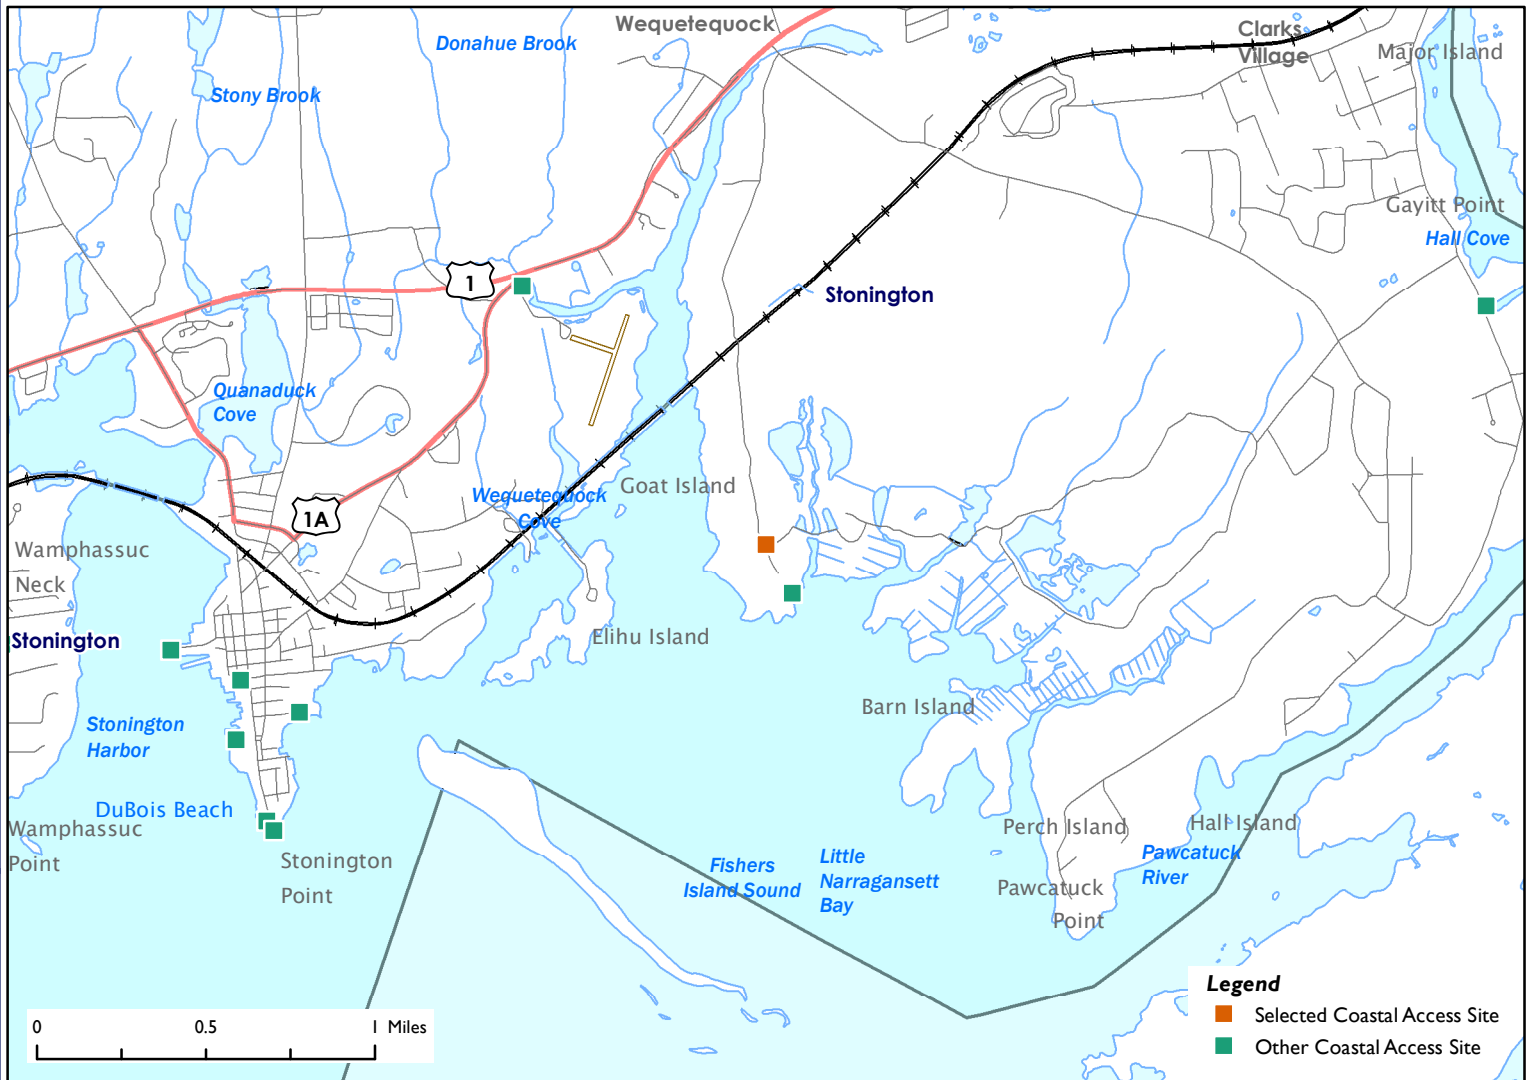 Wequetequock
Donahue Brook
Clarks
Village
Major Island
Stony Brook
Gayitt Point
Hall Cove
1
Stonington
Quanaduck
Cove
Goat Island
Wequetequock
Cove
1A
Wamphassuc
Neck
Elihu Island
Stonington
Barn Island
Stonington
Harbor
DuBois Beach
Wamphassuc
Point
Stonington
Point
Perch Island
Hall Island
Fishers
Island Sound
Little
Narragansett
Bay
Pawcatuck
River
Pawcatuck
Point
Legend
Selected Coastal Access Site
Other Coastal Access Site
0 0.5 1 Miles